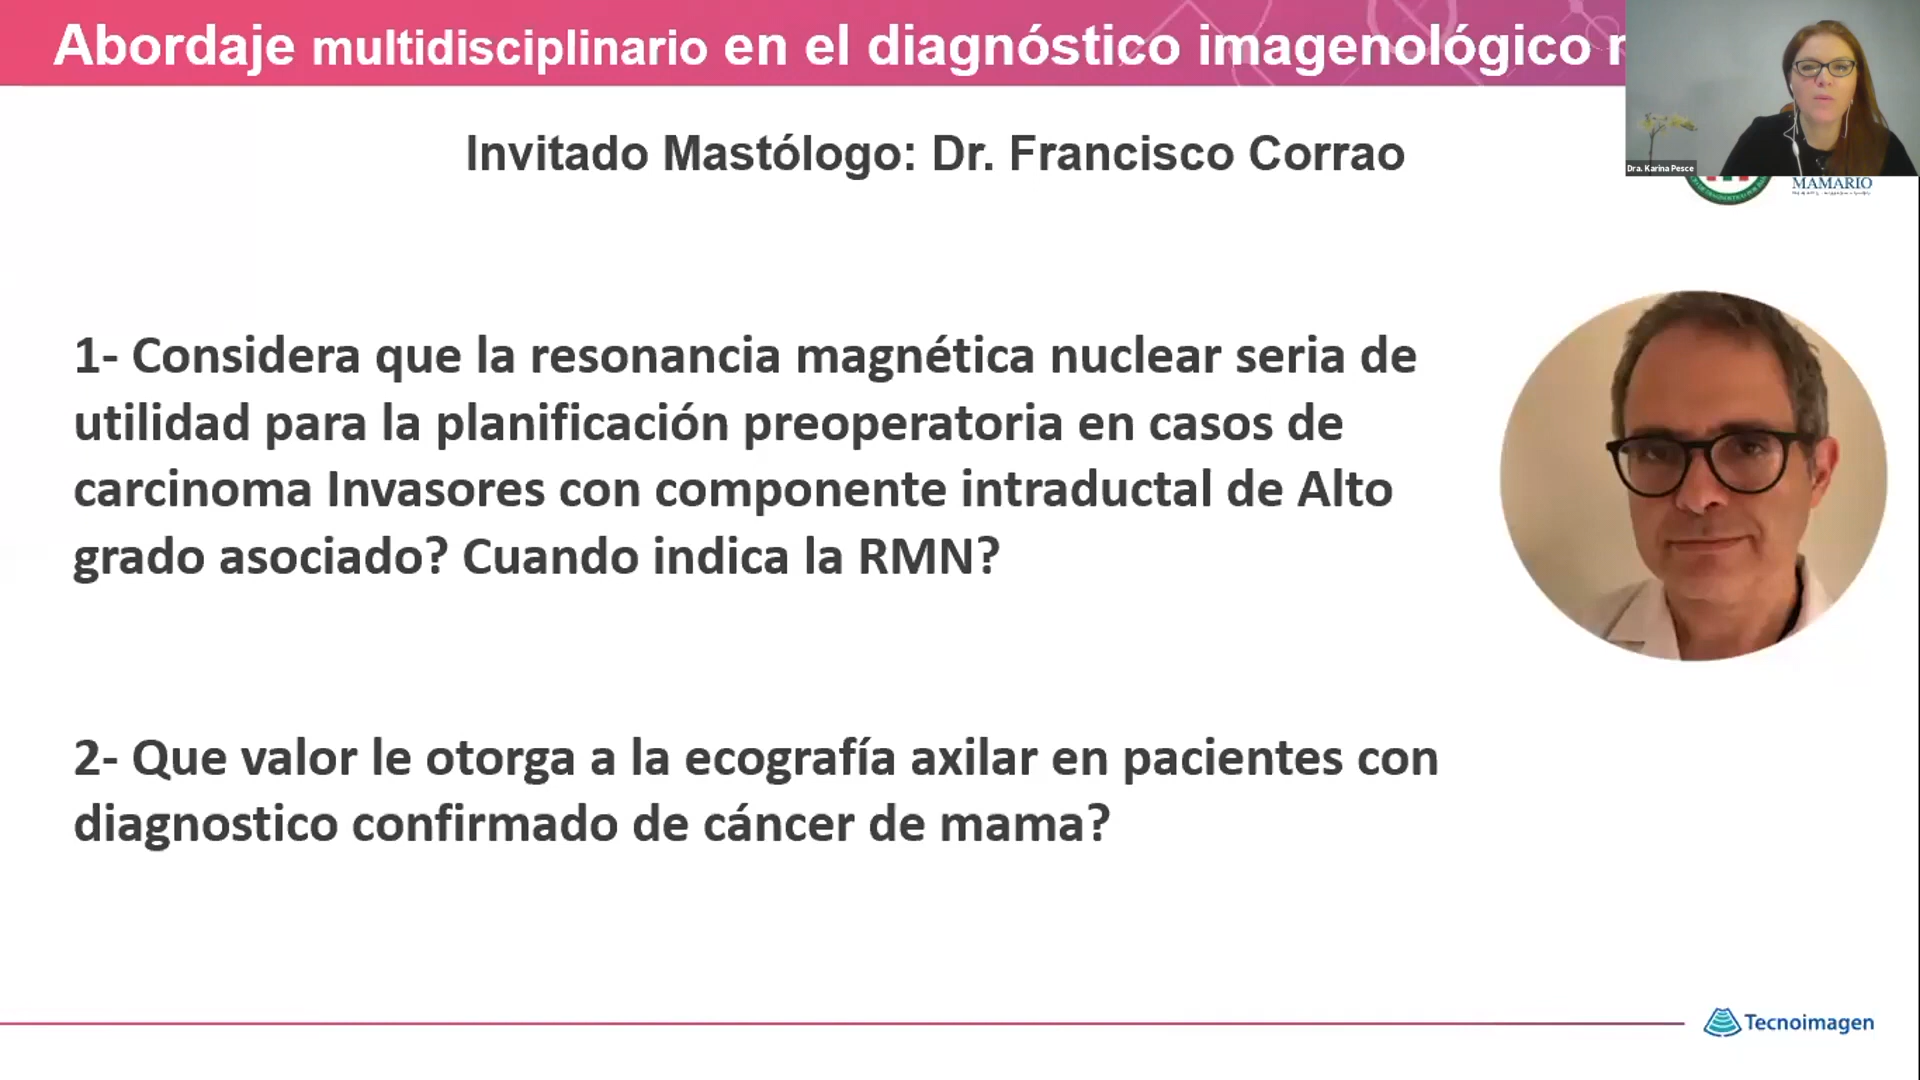 Abordaje multidisciplinario en el diagnóstico imagenológico
Dra. Karina Pesce
Invitado Mastólogo: Dr. Francisco Corrao
MAMARIO
1- Considera que la resonancia magnética nuclear seria de
utilidad para la planificación preoperatoria en casos de
carcinoma Invasores con componente intraductal de Alto
grado asociado? Cuando indica la RMN?
2- Que valor le otorga a la ecografía axilar en pacientes con
diagnostico confirmado de cáncer de mama?
Tecnoimagen